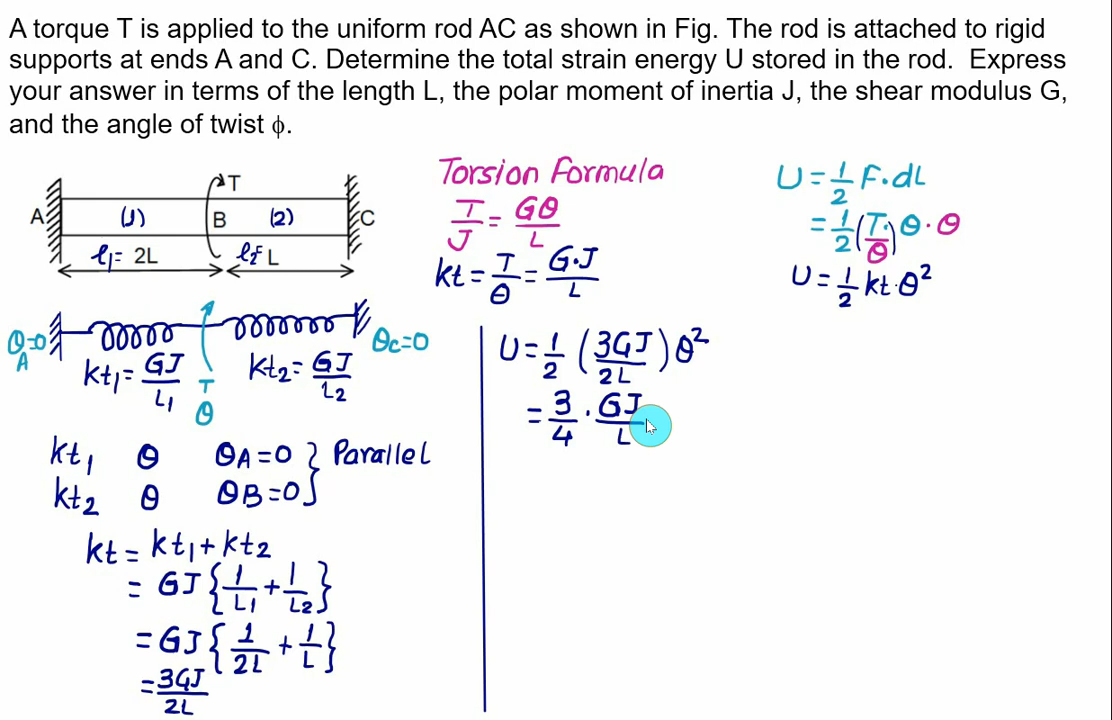 A torque T is applied to the uniform rod AC as shown in Fig. The rod is attached to rigid
supports at ends A and C. Determine the total strain energy U stored in the rod. Express
your answer in terms of the length L, the polar moment of inertia J, the shear modulus G,
and the angle of twist ϕ.
T
A (1) B (2) C
l₁= 2L l₂= L
θA=0 θC=0
kt₁= GJ/L₁ T kt₂= GJ/L₂
θ
kt₁ θ θA=0 } Parallel
kt₂ θ θB=0
kt = kt₁+kt₂
= GJ{1/L₁+1/L₂}
=GJ{1/2L + 1/L}
=3GJ/2L
Torsion Formula
T/J = Gθ/L
kt = T/θ = G·J/L
U = 1/2 (3GJ/2L)θ²
= 3/4 · GJ/L
U = 1/2 F·dL
= 1/2 (T·/θ)θ·θ
U = 1/2 kt·θ²